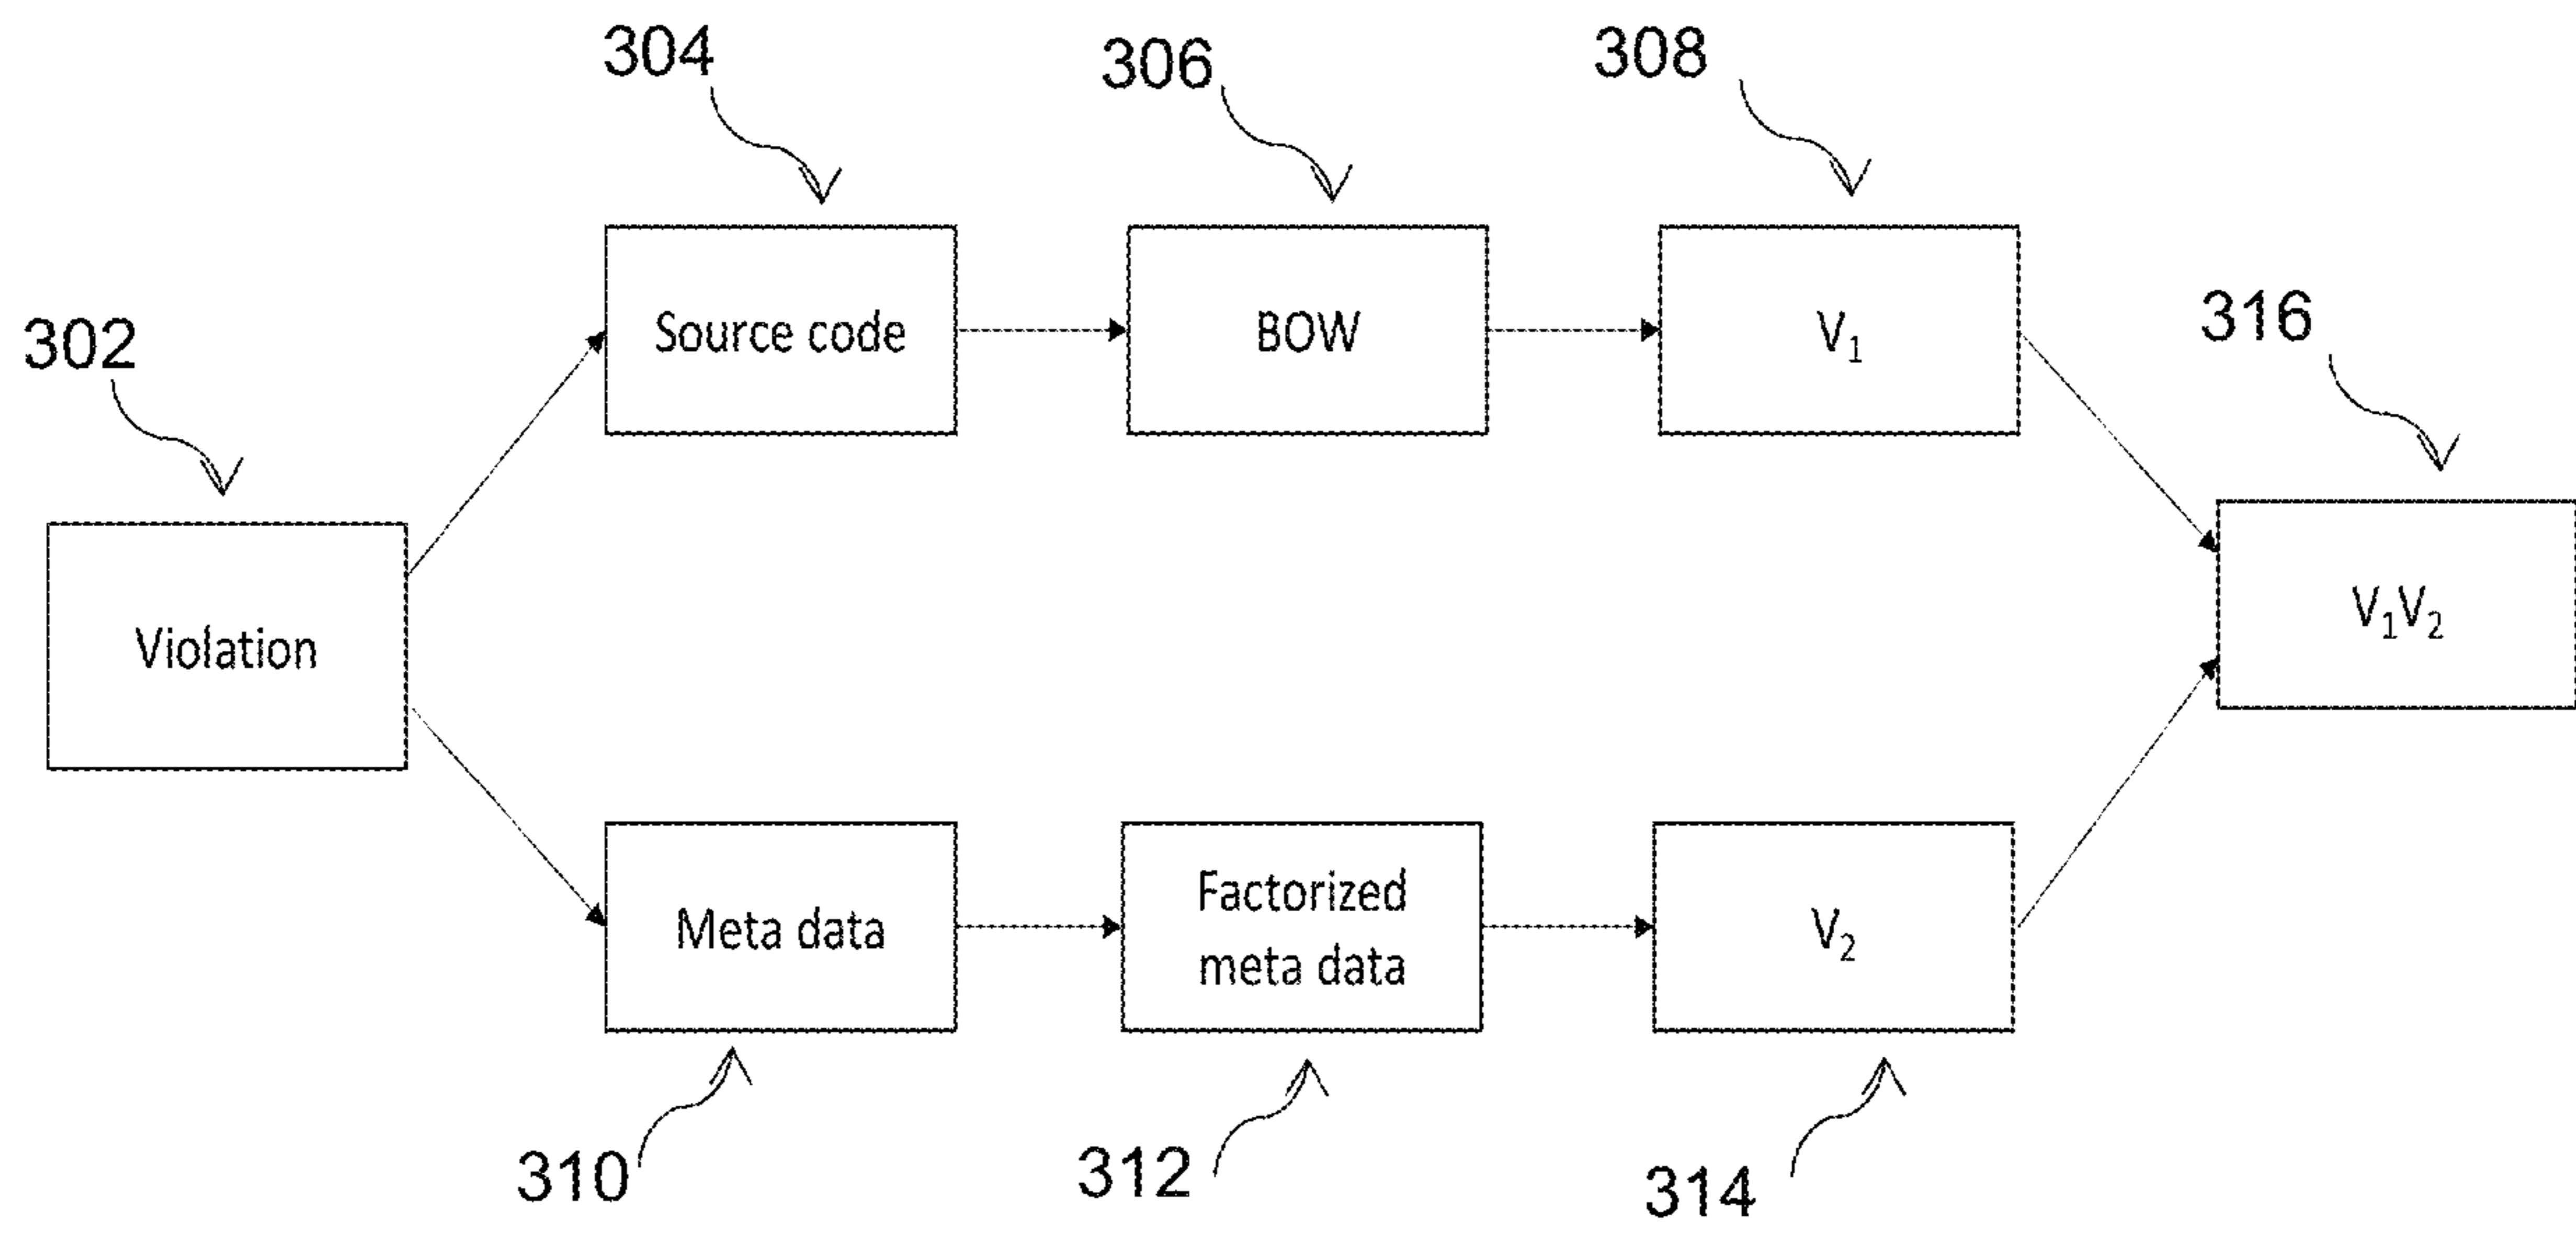 304
306
308
316
302
Source code
BOW
V₁
V₁V₂
Violation
Meta data
Factorized
meta data
V₂
310
312
314